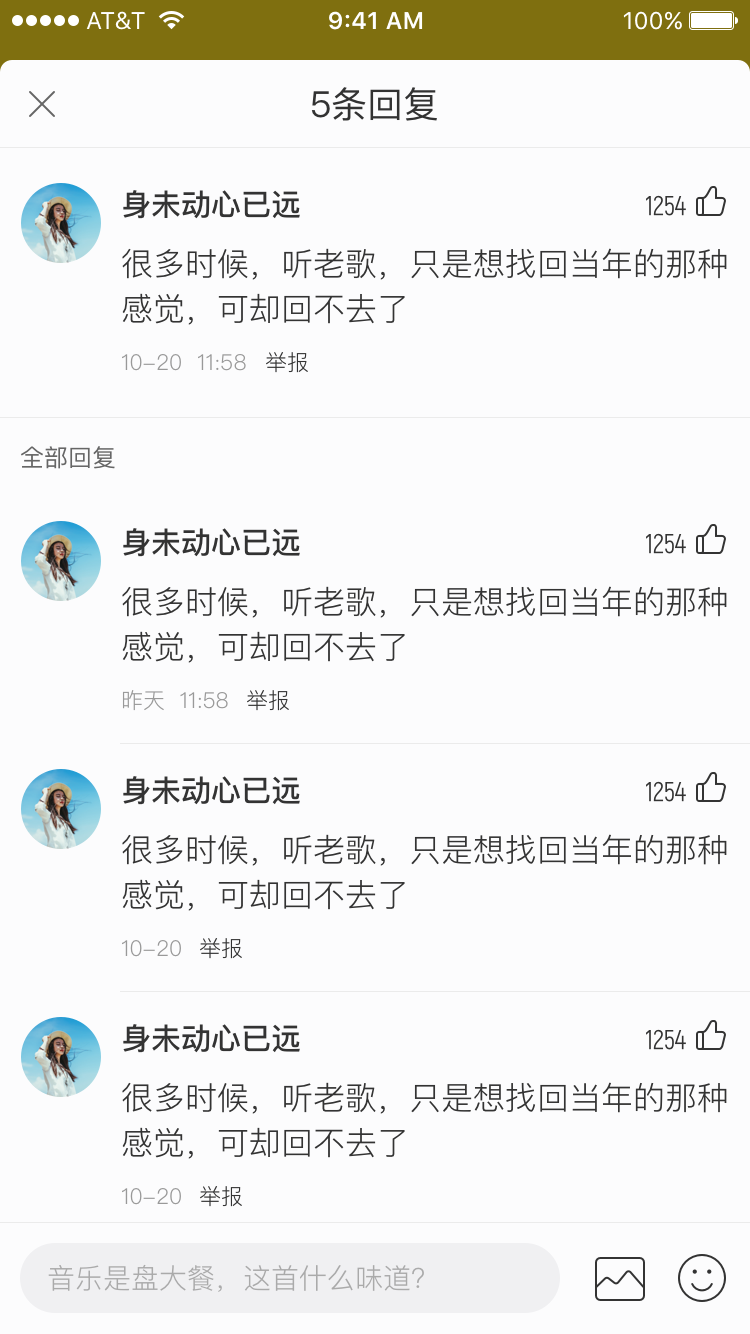 AT&T 9:41 AM 100%
5条回复
身未动心已远 1254
很多时候，听老歌，只是想找回当年的那种
感觉，可却回不去了
10-20 11:58 举报
全部回复
身未动心已远 1254
很多时候，听老歌，只是想找回当年的那种
感觉，可却回不去了
昨天 11:58 举报
身未动心已远 1254
很多时候，听老歌，只是想找回当年的那种
感觉，可却回不去了
10-20 举报
身未动心已远 1254
很多时候，听老歌，只是想找回当年的那种
感觉，可却回不去了
10-20 举报
音乐是盘大餐，这首什么味道？